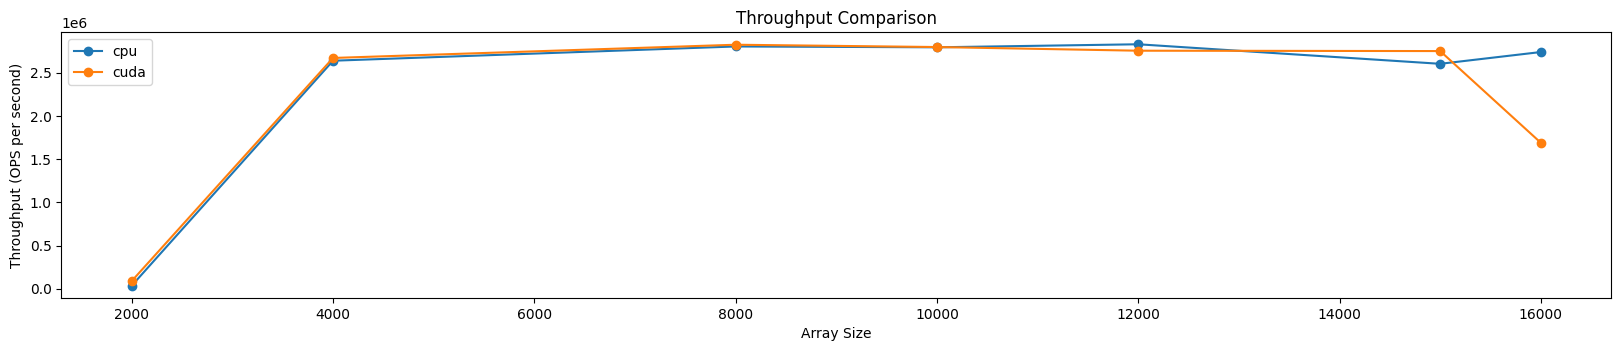 Throughput Comparison
1e6
cpu
cuda
Throughput (OPS per second)
2.5
2.0
1.5
1.0
0.5
0.0
2000 4000 6000 8000 10000 12000 14000 16000
Array Size